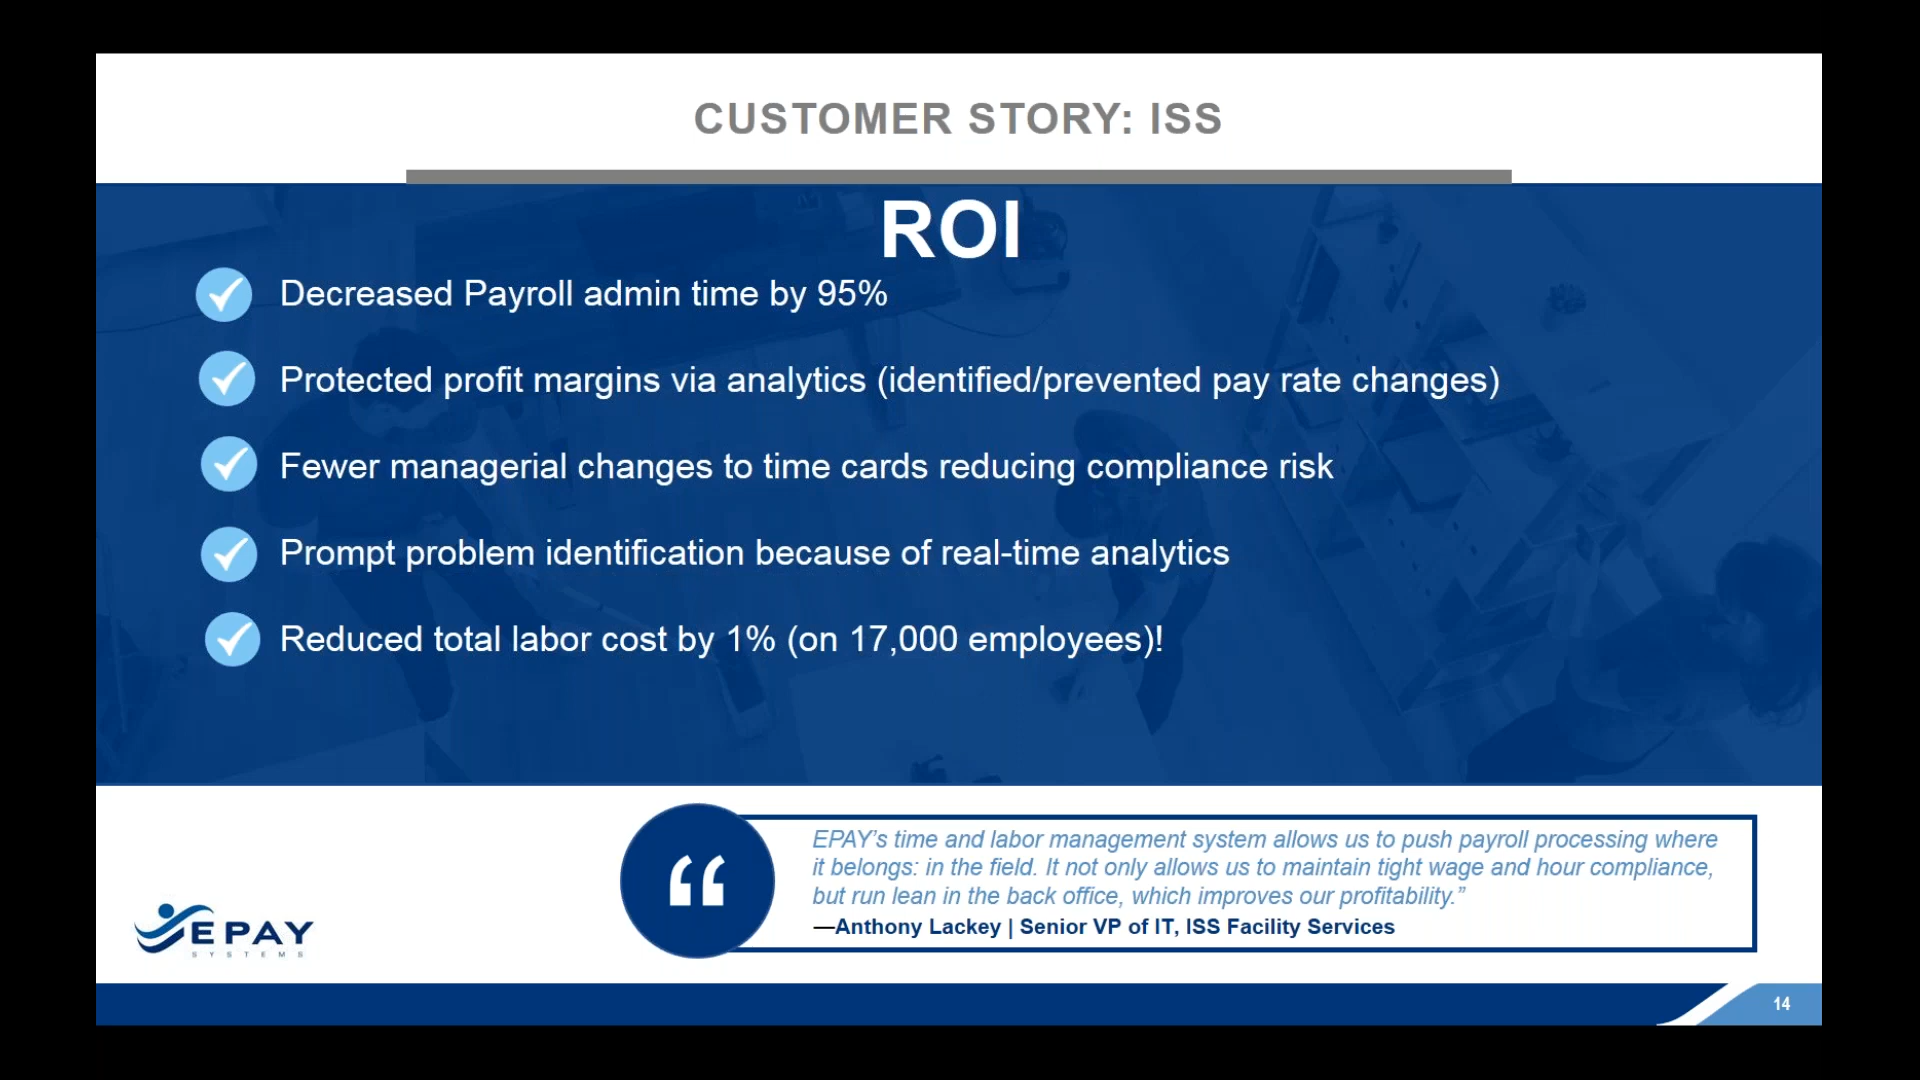 CUSTOMER STORY: ISS
ROI
Decreased Payroll admin time by 95%
Protected profit margins via analytics (identified/prevented pay rate changes)
Fewer managerial changes to time cards reducing compliance risk
Prompt problem identification because of real-time analytics
Reduced total labor cost by 1% (on 17,000 employees)!
“
EPAY’s time and labor management system allows us to push payroll processing where
it belongs: in the field. It not only allows us to maintain tight wage and hour compliance,
but run lean in the back office, which improves our profitability.”
—Anthony Lackey | Senior VP of IT, ISS Facility Services
EPAY
SYSTEMS
14